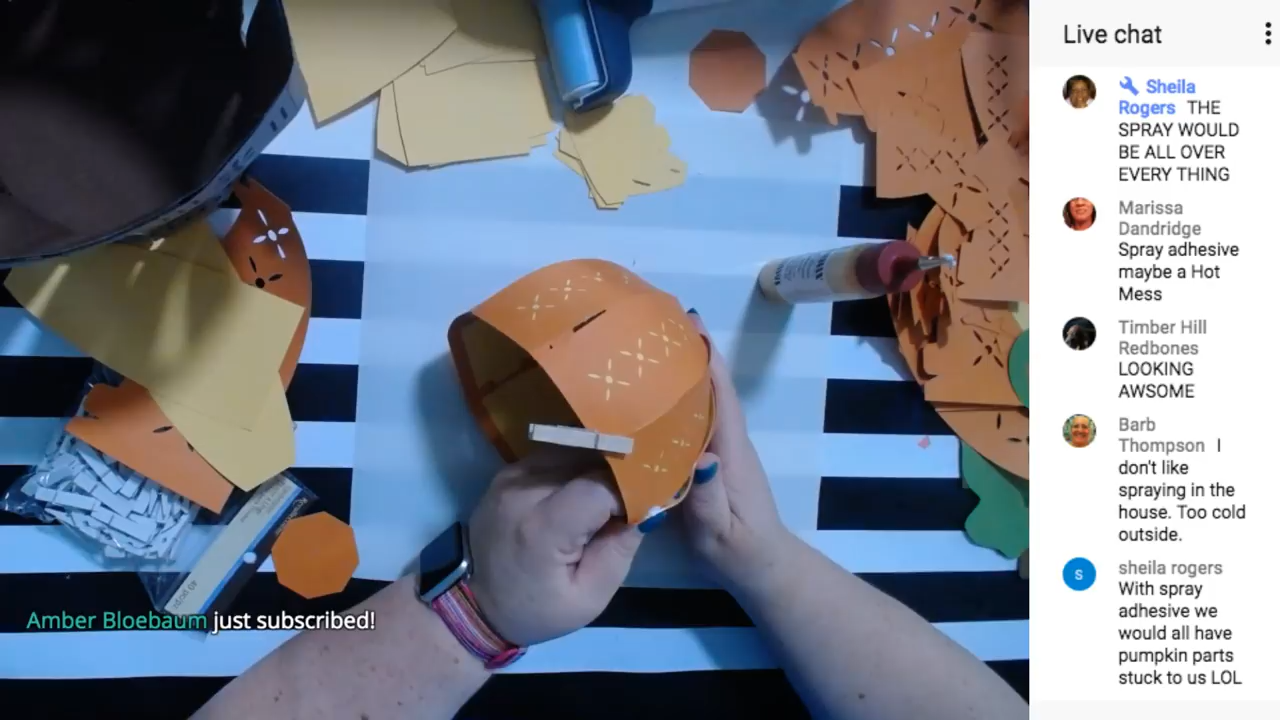 Live chat
Sheila
Rogers THE
SPRAY WOULD
BE ALL OVER
EVERY THING
Marissa
Dandridge
Spray adhesive
maybe a Hot
Mess
Timber Hill
Redbones
LOOKING
AWSOME
Barb
Thompson I
don't like
spraying in the
house. Too cold
outside.
s
sheila rogers
With spray
adhesive we
would all have
pumpkin parts
stuck to us LOL
Amber Bloebaum just subscribed!